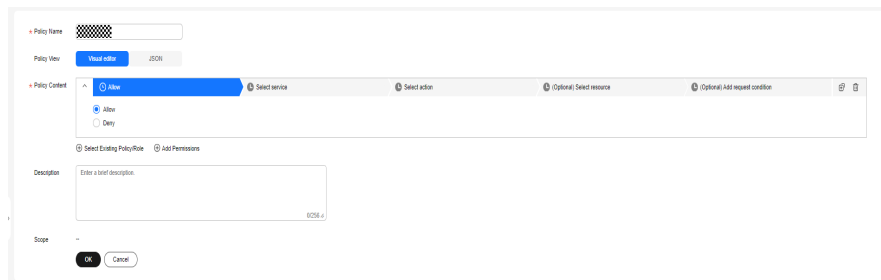 * Policy Name
Policy View Visual editor JSON
* Policy Content Allow Select service Select action (Optional) Select resource (Optional) Add request condition
Allow
Deny
Select Existing Policy/Role Add Permissions
Description Enter a brief description.
0/256
Scope --
OK Cancel